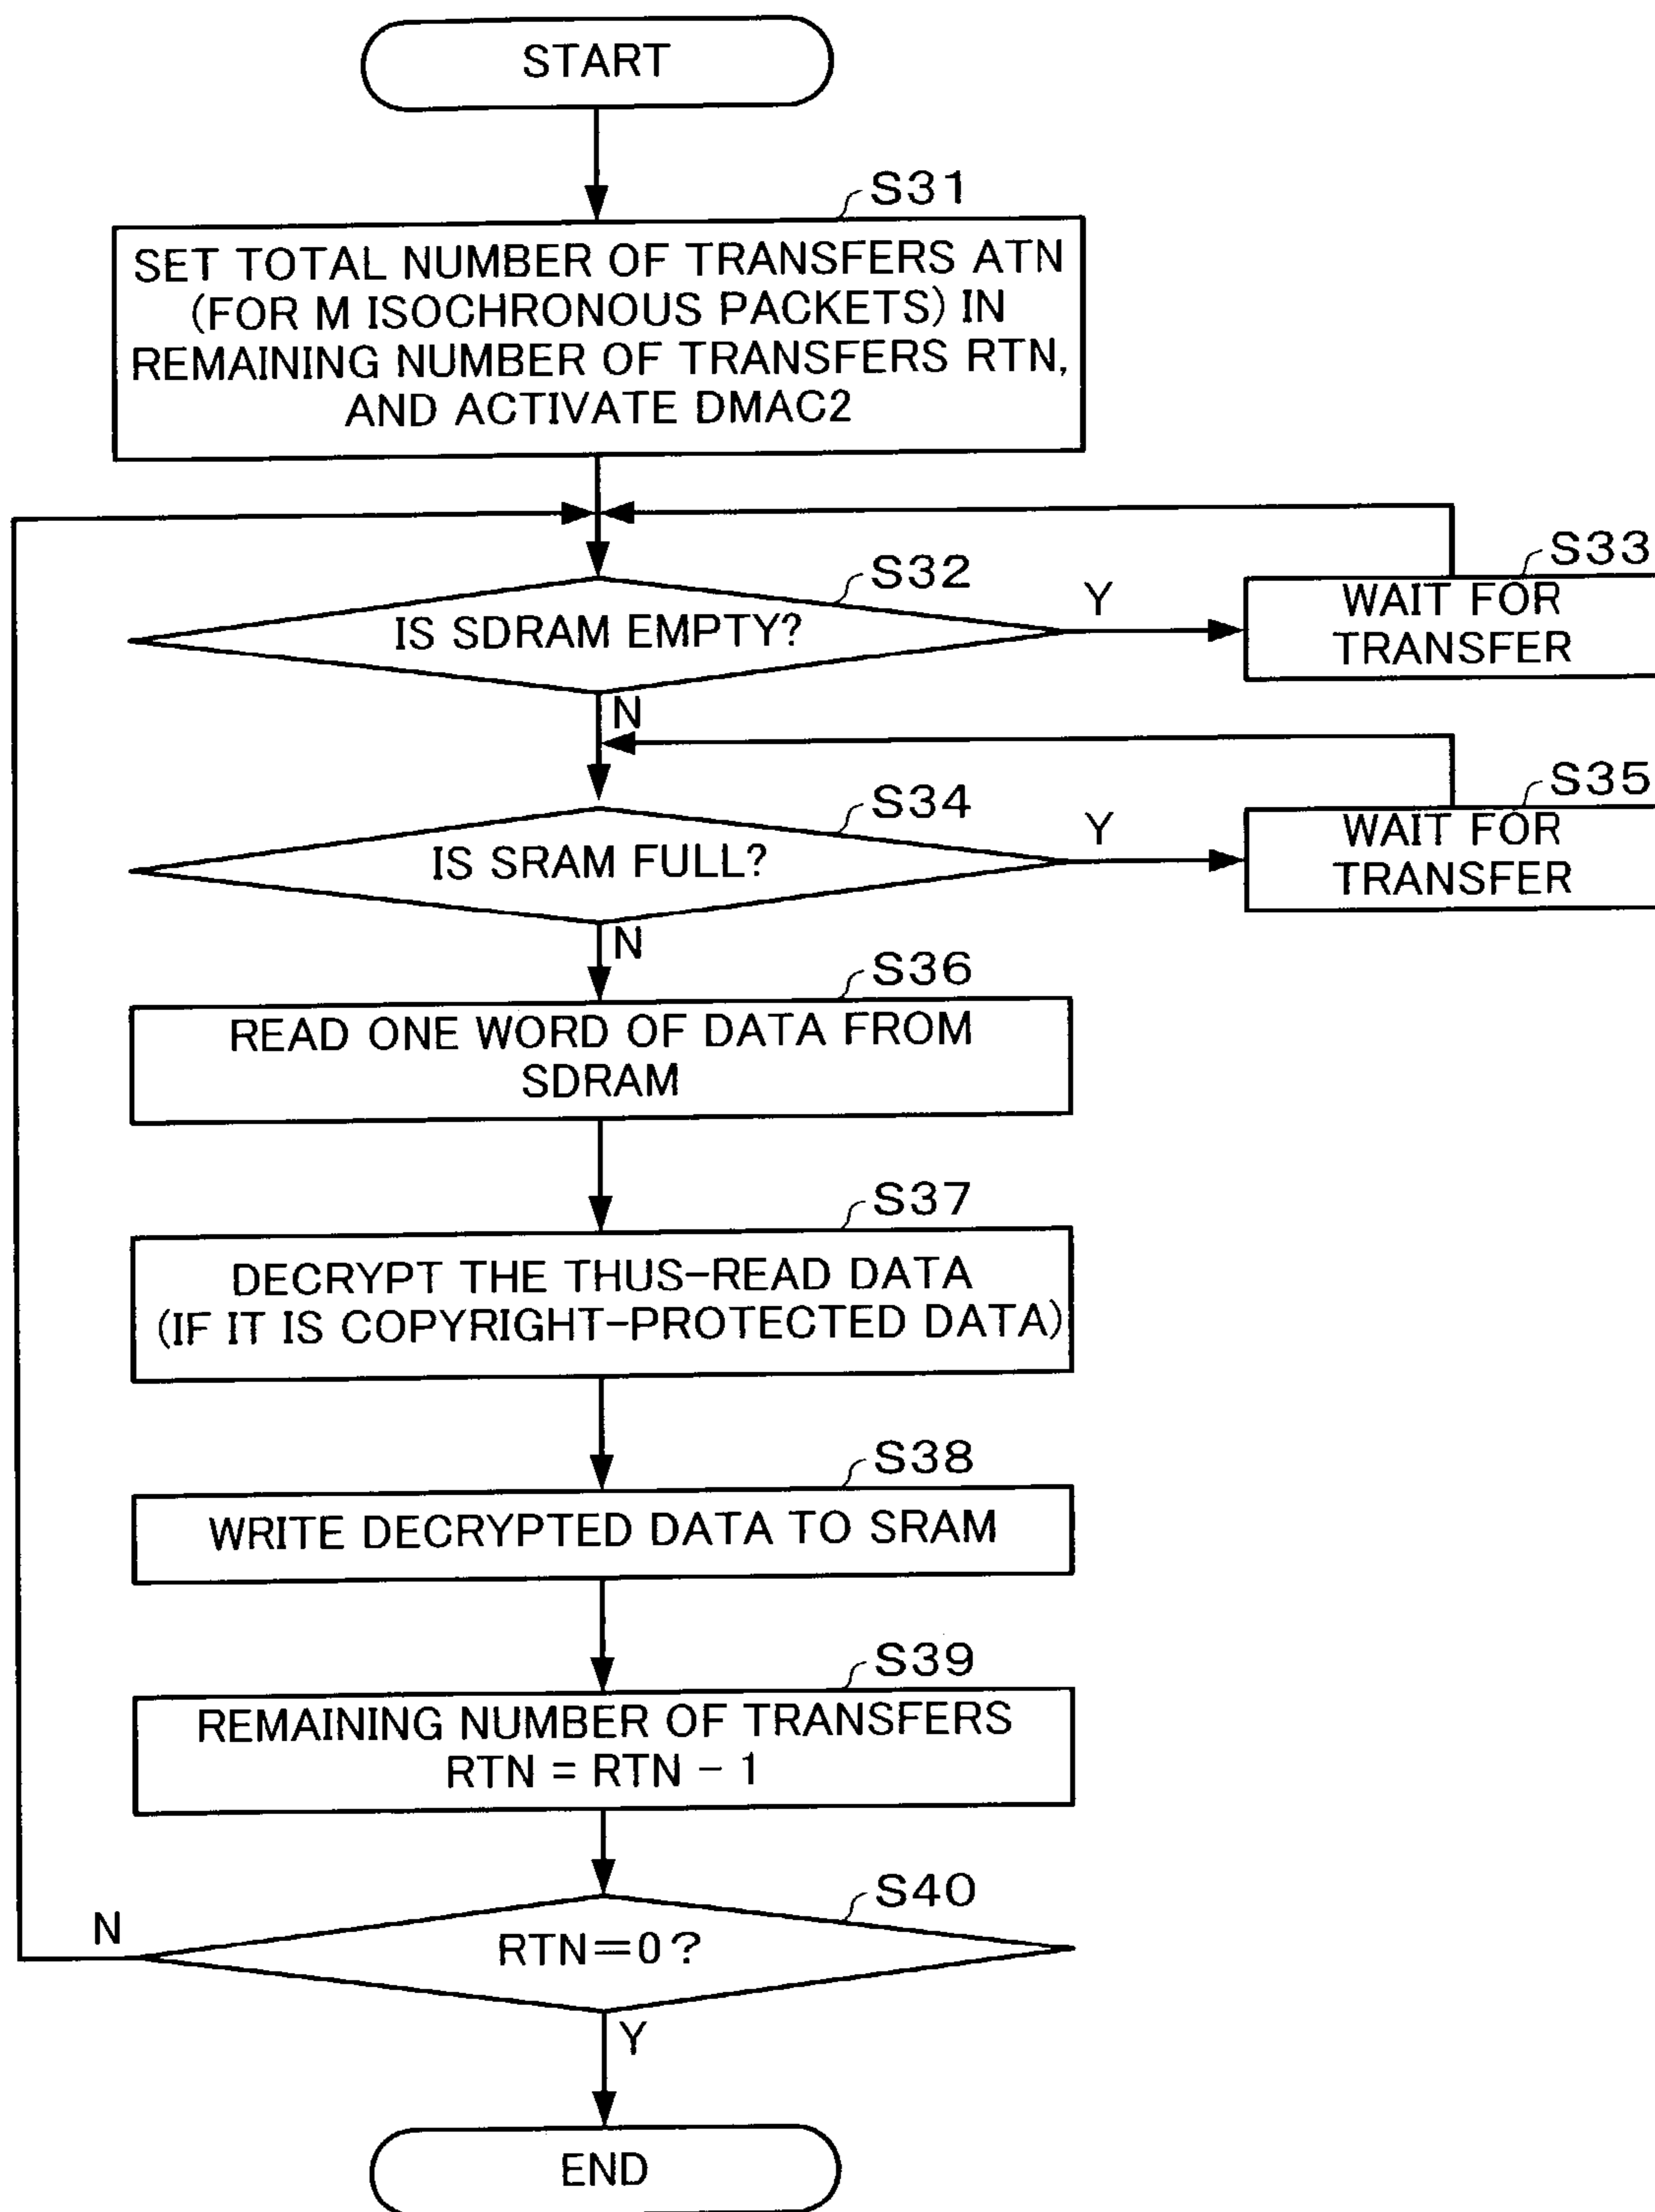 START
S31
SET TOTAL NUMBER OF TRANSFERS ATN
(FOR M ISOCHRONOUS PACKETS) IN
REMAINING NUMBER OF TRANSFERS RTN,
AND ACTIVATE DMAC2
S32
IS SDRAM EMPTY?
Y
S33
WAIT FOR
TRANSFER
N
S34
IS SRAM FULL?
Y
S35
WAIT FOR
TRANSFER
N
S36
READ ONE WORD OF DATA FROM
SDRAM
S37
DECRYPT THE THUS-READ DATA
(IF IT IS COPYRIGHT-PROTECTED DATA)
S38
WRITE DECRYPTED DATA TO SRAM
S39
REMAINING NUMBER OF TRANSFERS
RTN = RTN - 1
S40
N
RTN=0?
Y
END